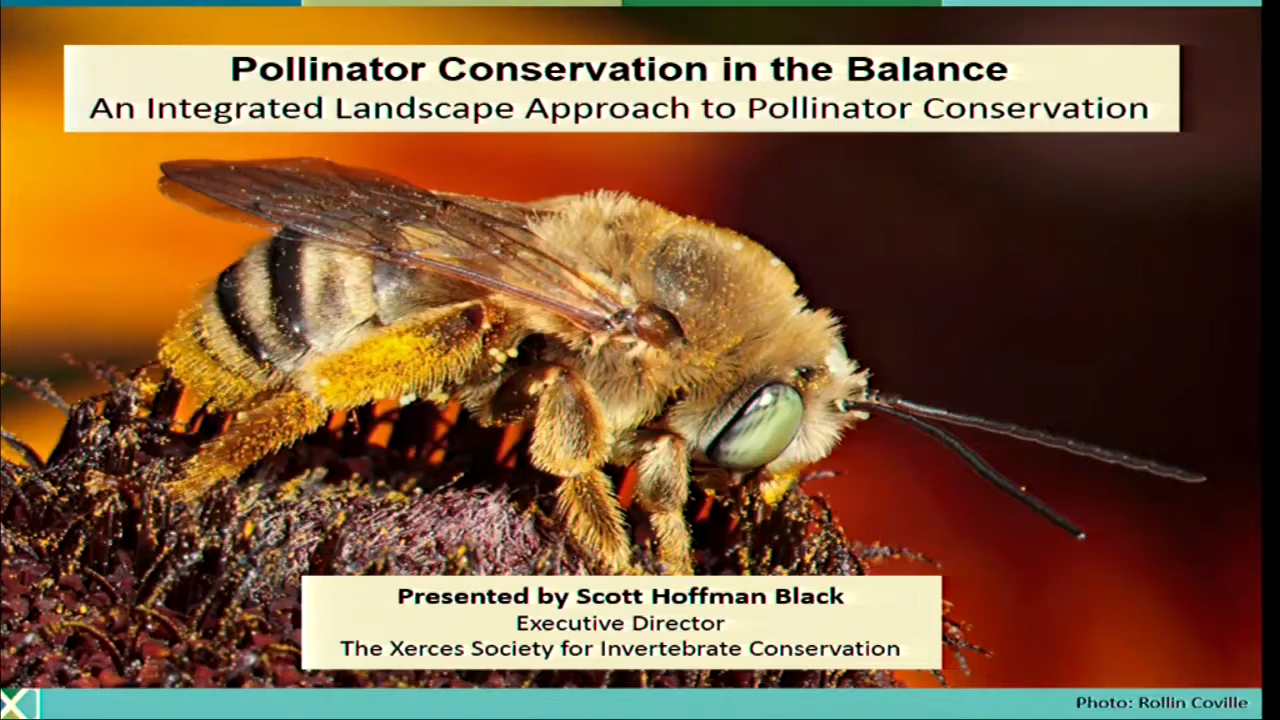 Pollinator Conservation in the Balance
An Integrated Landscape Approach to Pollinator Conservation
Presented by Scott Hoffman Black
Executive Director
The Xerces Society for Invertebrate Conservation
Photo: Rollin Coville